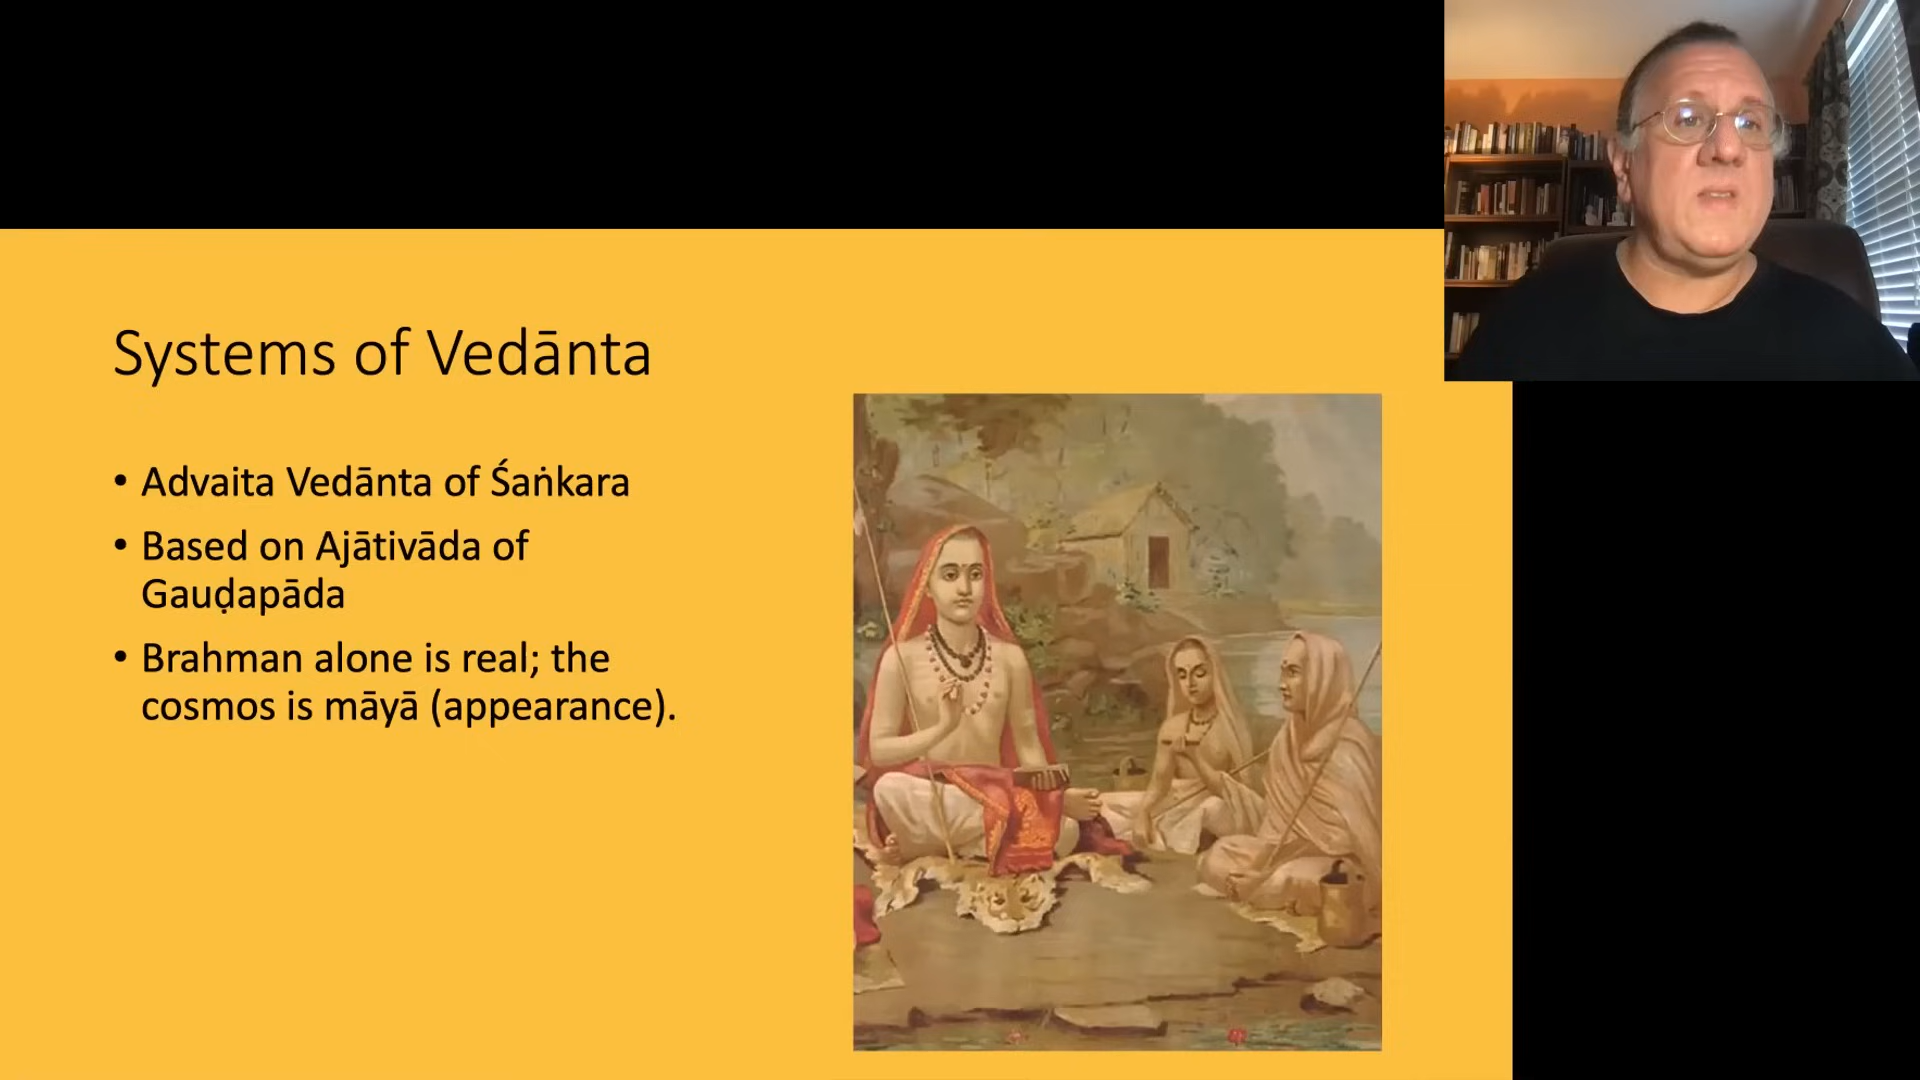 Systems of Vedānta
• Advaita Vedānta of Śaṅkara
• Based on Ajātivāda of
Gauḍapāda
• Brahman alone is real; the
cosmos is māyā (appearance).